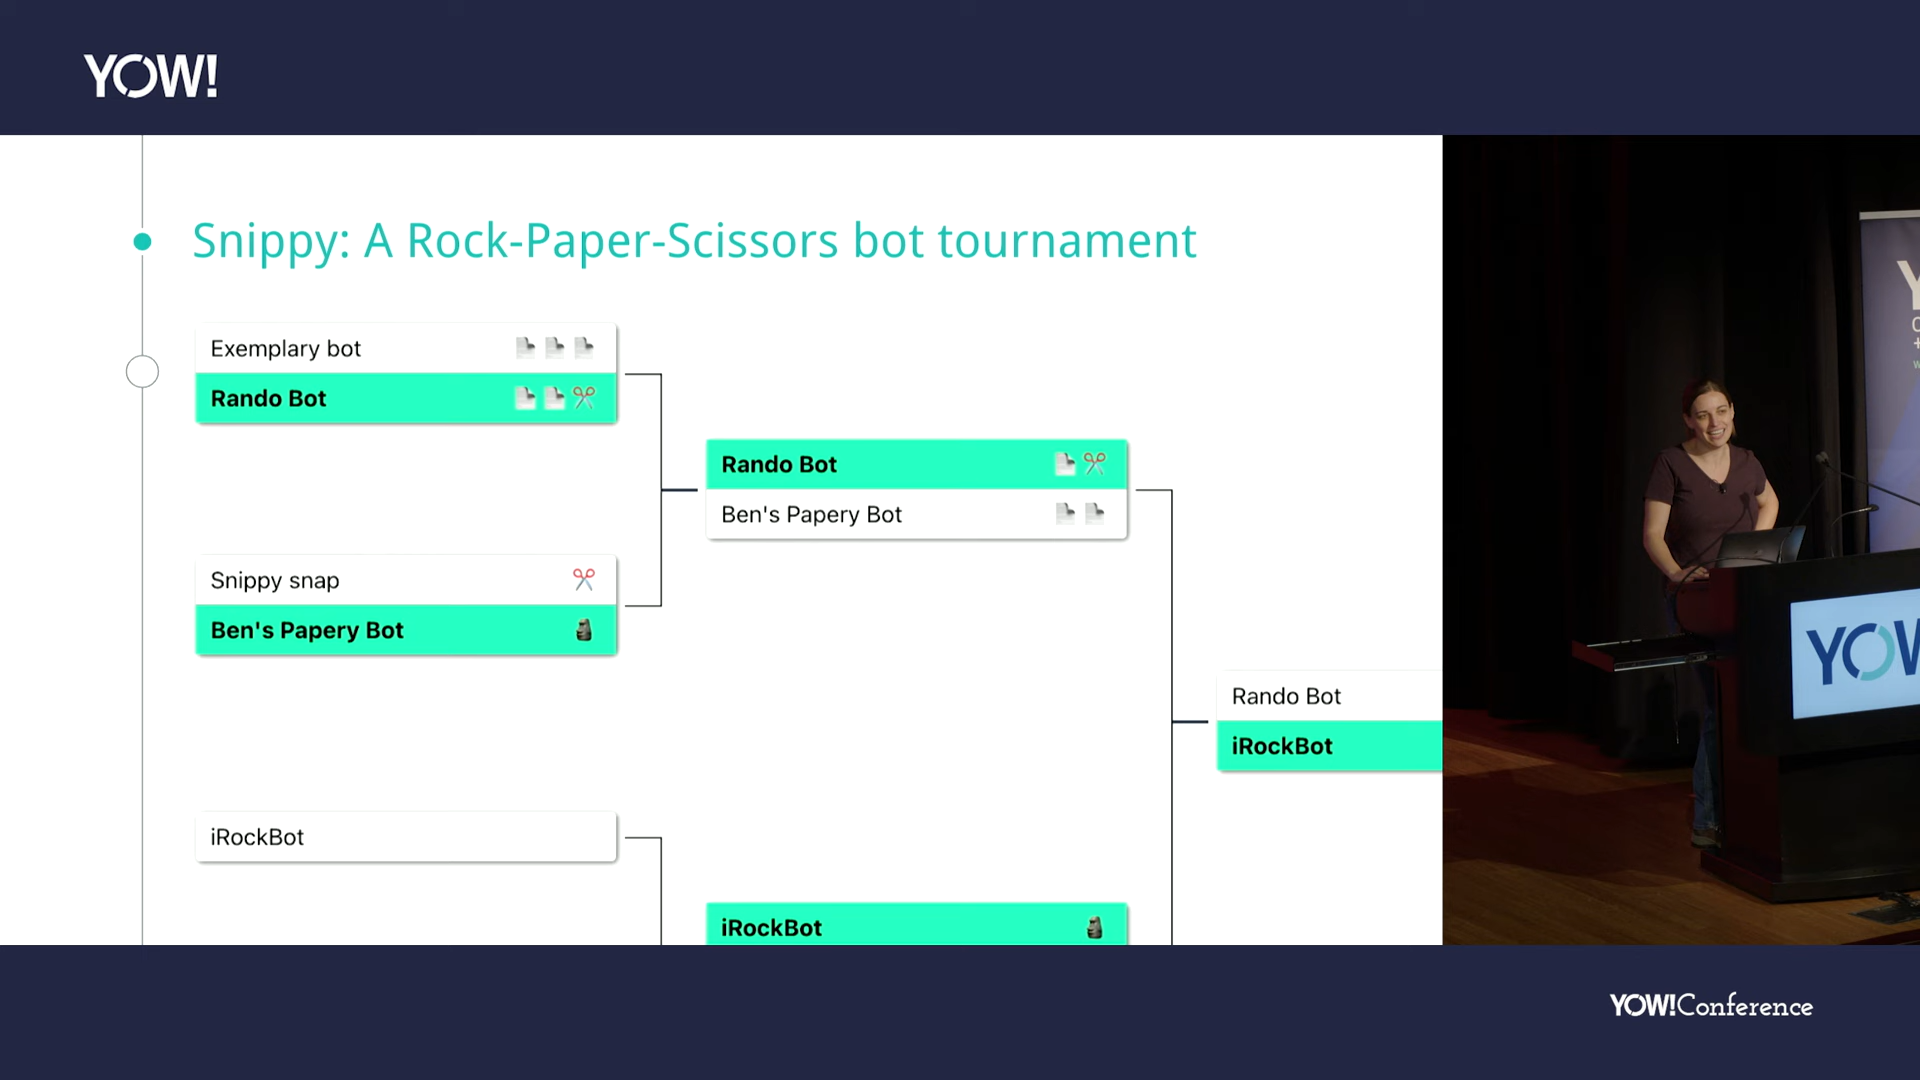 YOW!
Snippy: A Rock-Paper-Scissors bot tournament
Exemplary bot
Rando Bot
Rando Bot
Ben's Papery Bot
Snippy snap
Ben's Papery Bot
Rando Bot
iRockBot
iRockBot
iRockBot
YOW
YOW!Conference